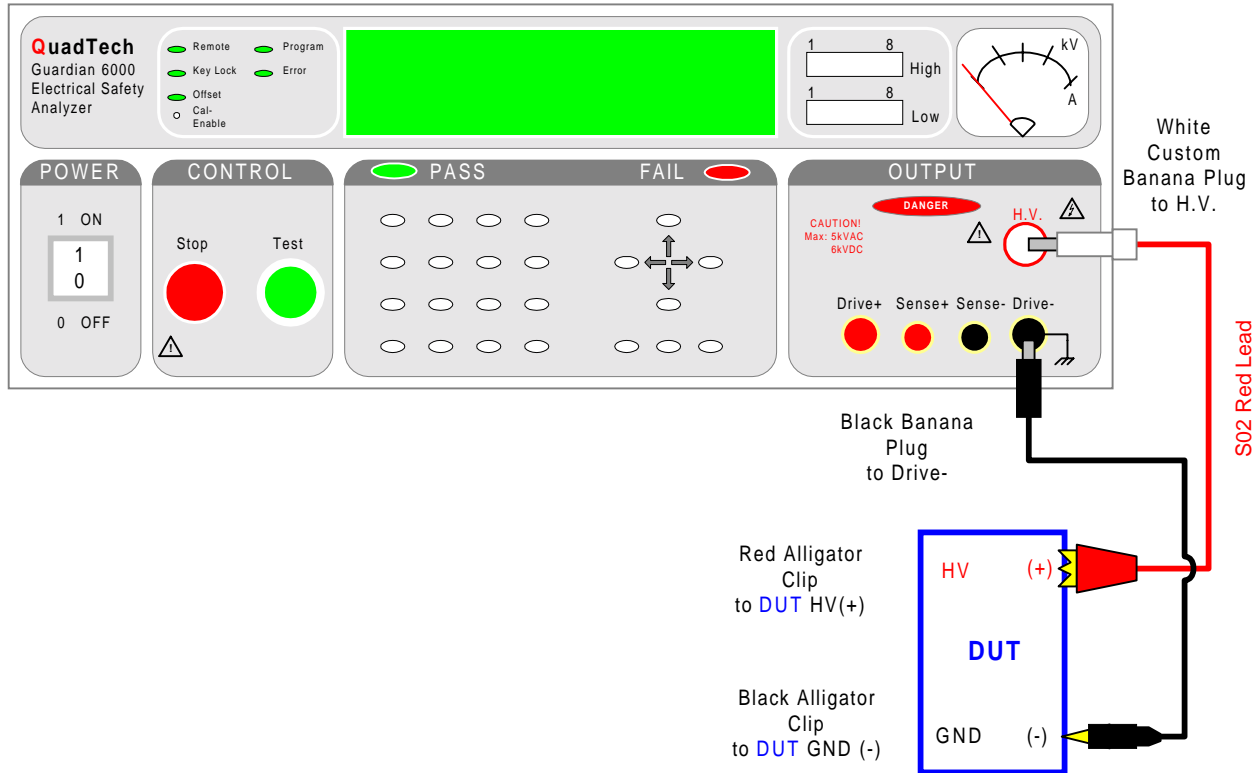 QuadTech
Guardian 6000
Electrical Safety
Analyzer
Remote
Program
Key Lock
Error
Offset
Cal-
Enable
1 8
High
1 8
Low
kV
A
White
Custom
Banana Plug
to H.V.
POWER
CONTROL
PASS
FAIL
OUTPUT
1 ON
1
0
0 OFF
Stop
Test
DANGER
CAUTION!
Max: 5kVAC
6kVDC
H.V.
Drive+ Sense+ Sense- Drive-
S02 Red Lead
Black Banana
Plug
to Drive-
Red Alligator
Clip
to DUT HV(+)
HV (+)
DUT
Black Alligator
Clip
to DUT GND (-)
GND (-)